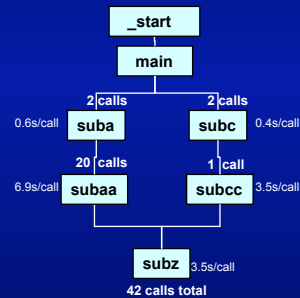 _start
main
2 calls 2 calls
0.6s/call suba subc 0.4s/call
20 calls 1 call
6.9s/call subaa subcc 3.5s/call
subz 3.5s/call
42 calls total